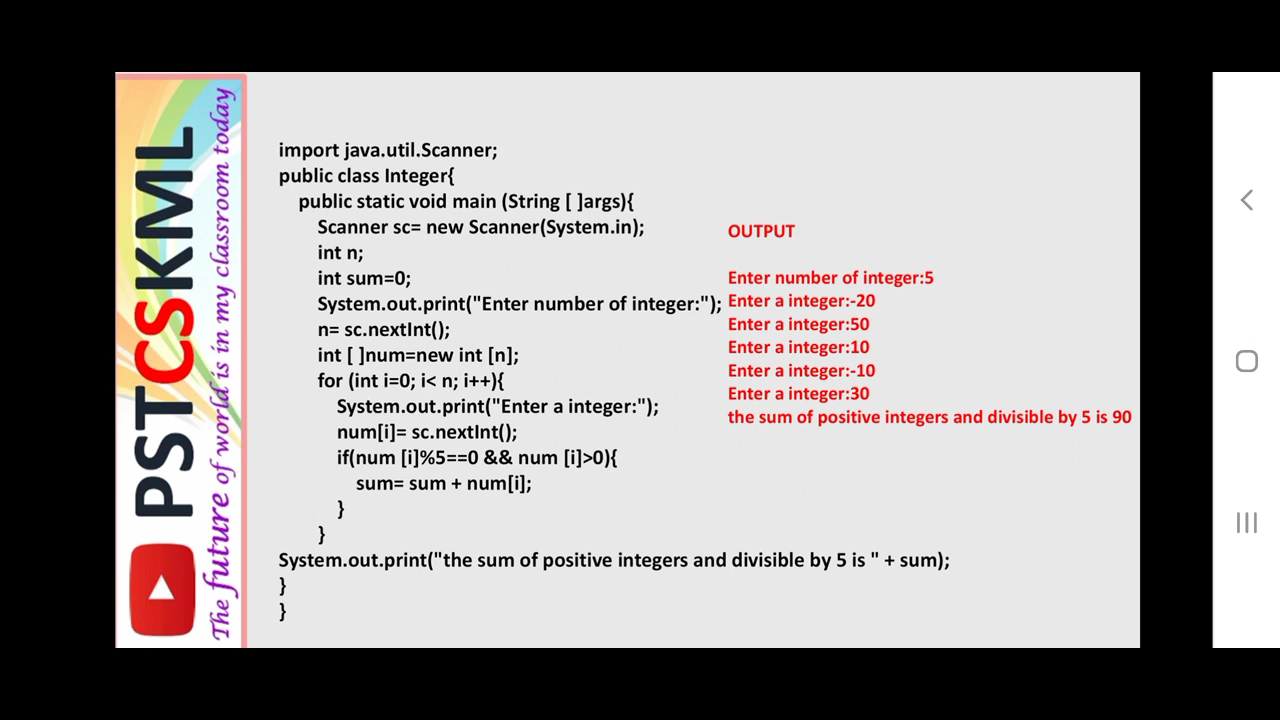 PSTCSKML
The future of world is in my classroom today
import java.util.Scanner;
public class Integer{
public static void main (String [ ]args){
Scanner sc= new Scanner(System.in);
int n;
int sum=0;
System.out.print("Enter number of integer:");
n= sc.nextInt();
int [ ]num=new int [n];
for (int i=0; i< n; i++){
System.out.print("Enter a integer:");
num[i]= sc.nextInt();
if(num [i]%5==0 && num [i]>0){
sum= sum + num[i];
}
}
System.out.print("the sum of positive integers and divisible by 5 is " + sum);
}
}
OUTPUT
Enter number of integer:5
Enter a integer:-20
Enter a integer:50
Enter a integer:10
Enter a integer:-10
Enter a integer:30
the sum of positive integers and divisible by 5 is 90